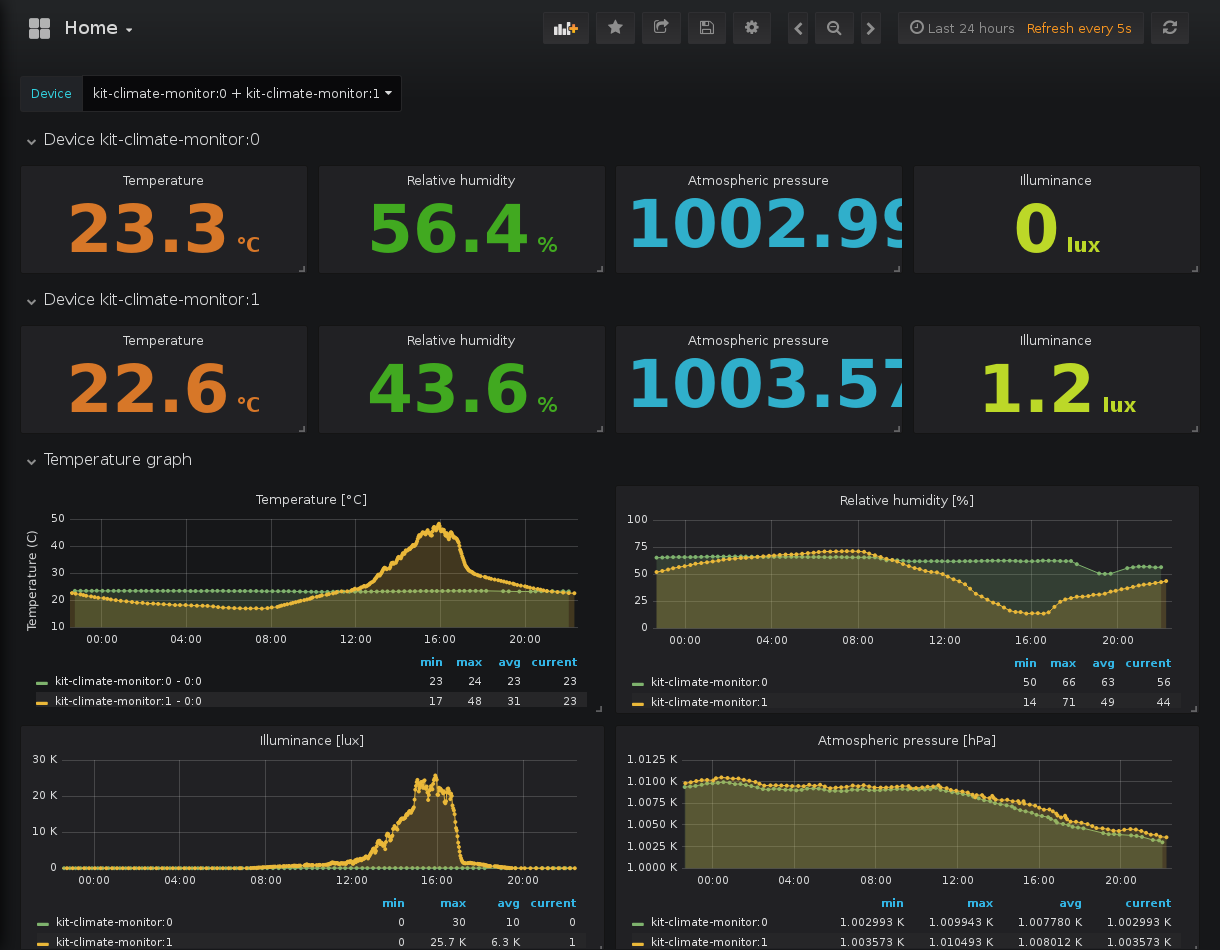 Home
Last 24 hours Refresh every 5s
Device kit-climate-monitor:0 + kit-climate-monitor:1
Device kit-climate-monitor:0
Temperature Relative humidity Atmospheric pressure Illuminance
23.3 °C 56.4 % 1002.99 0 lux
Device kit-climate-monitor:1
Temperature Relative humidity Atmospheric pressure Illuminance
22.6 °C 43.6 % 1003.57 1.2 lux
Temperature graph
Temperature [°C]
Temperature (C)
50
40
30
20
10
00:00 04:00 08:00 12:00 16:00 20:00
min max avg current
kit-climate-monitor:0 - 0:0 23 24 23 23
kit-climate-monitor:1 - 0:0 17 48 31 23
Relative humidity [%]
100
75
50
25
0
00:00 04:00 08:00 12:00 16:00 20:00
min max avg current
kit-climate-monitor:0 50 66 63 56
kit-climate-monitor:1 14 71 49 44
Illuminance [lux]
30 K
20 K
10 K
0
00:00 04:00 08:00 12:00 16:00 20:00
min max avg current
kit-climate-monitor:0 0 30 10 0
kit-climate-monitor:1 0 25.7 K 6.3 K 1
Atmospheric pressure [hPa]
1.0125 K
1.0100 K
1.0075 K
1.0050 K
1.0025 K
1.0000 K
00:00 04:00 08:00 12:00 16:00 20:00
min max avg current
kit-climate-monitor:0 1.002993 K 1.009943 K 1.007780 K 1.002993 K
kit-climate-monitor:1 1.003573 K 1.010493 K 1.008012 K 1.003573 K